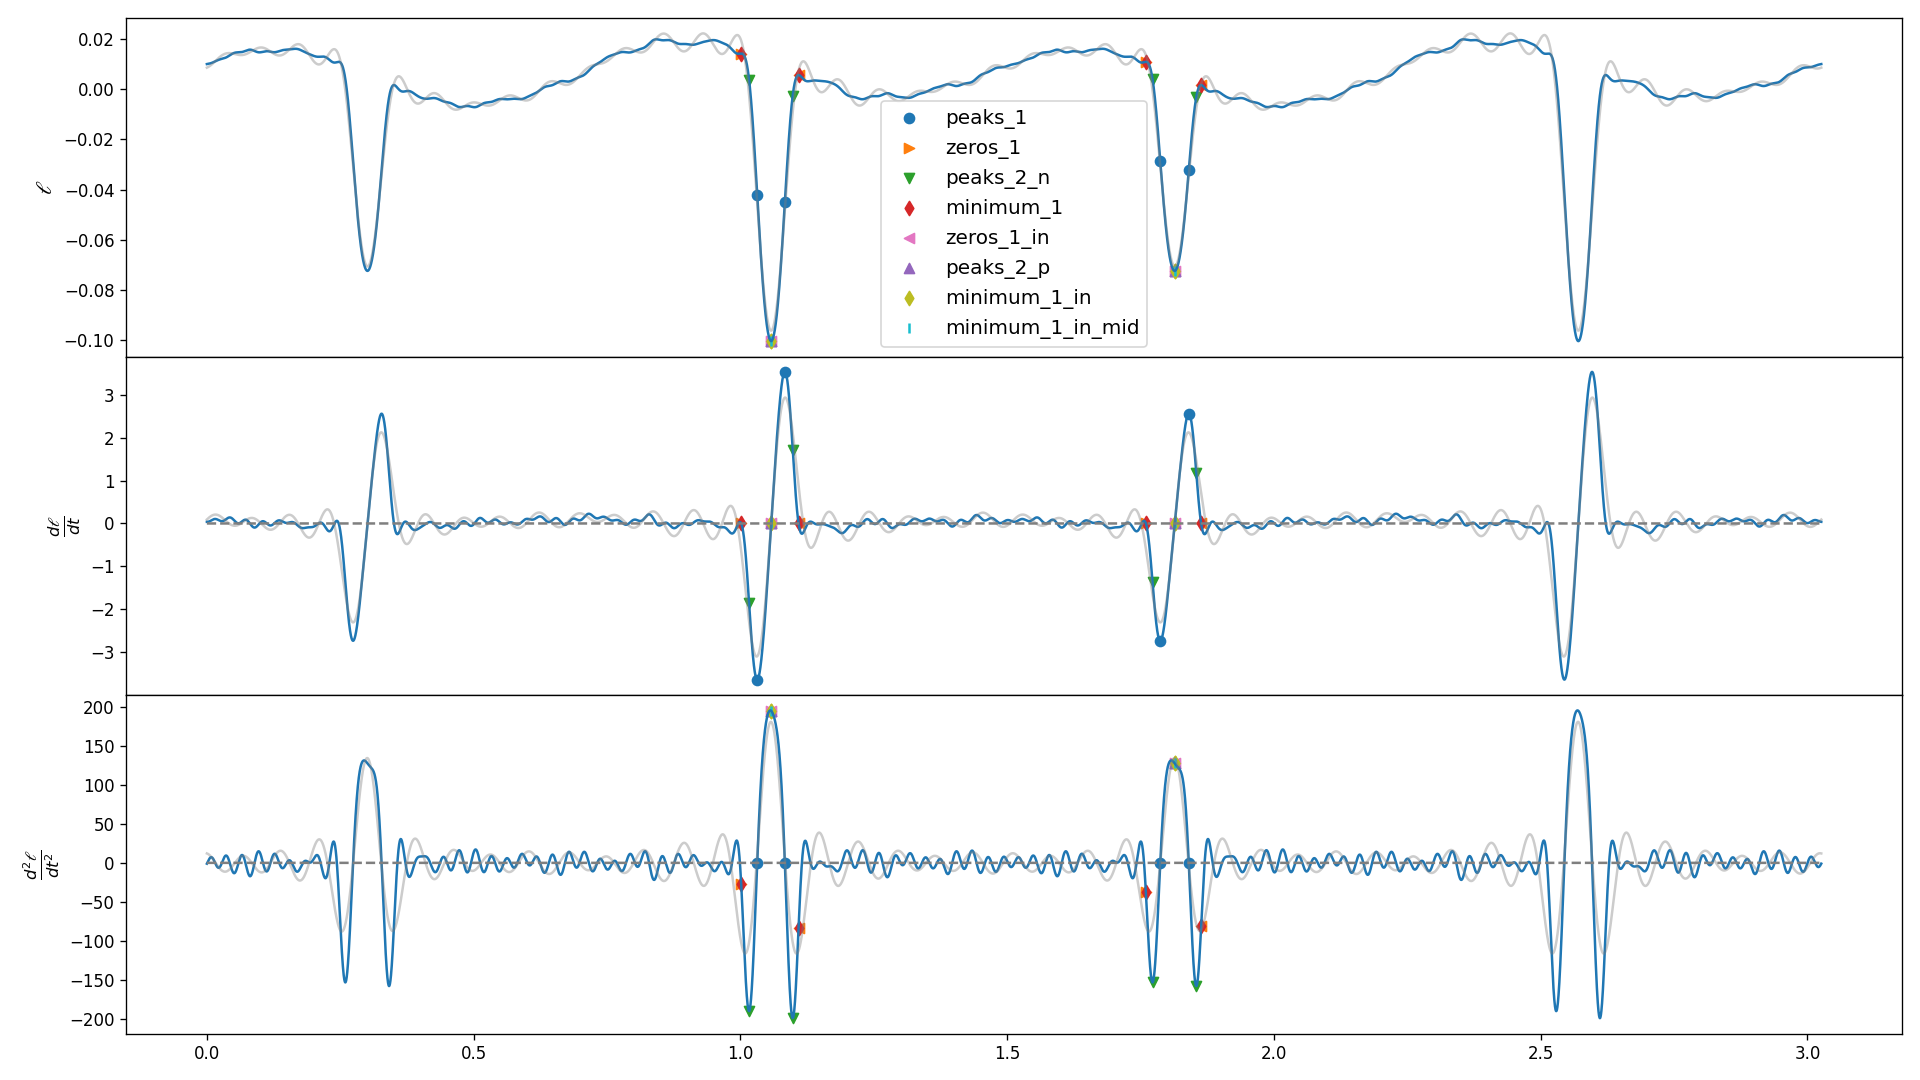 0.02
0.00
−0.02
−0.04
−0.06
−0.08
−0.10
ℓ
peaks_1
zeros_1
peaks_2_n
minimum_1
zeros_1_in
peaks_2_p
minimum_1_in
minimum_1_in_mid
3
2
1
0
−1
−2
−3
dℓ
dt
200
150
100
50
0
−50
−100
−150
−200
d²ℓ
dt²
0.0 0.5 1.0 1.5 2.0 2.5 3.0